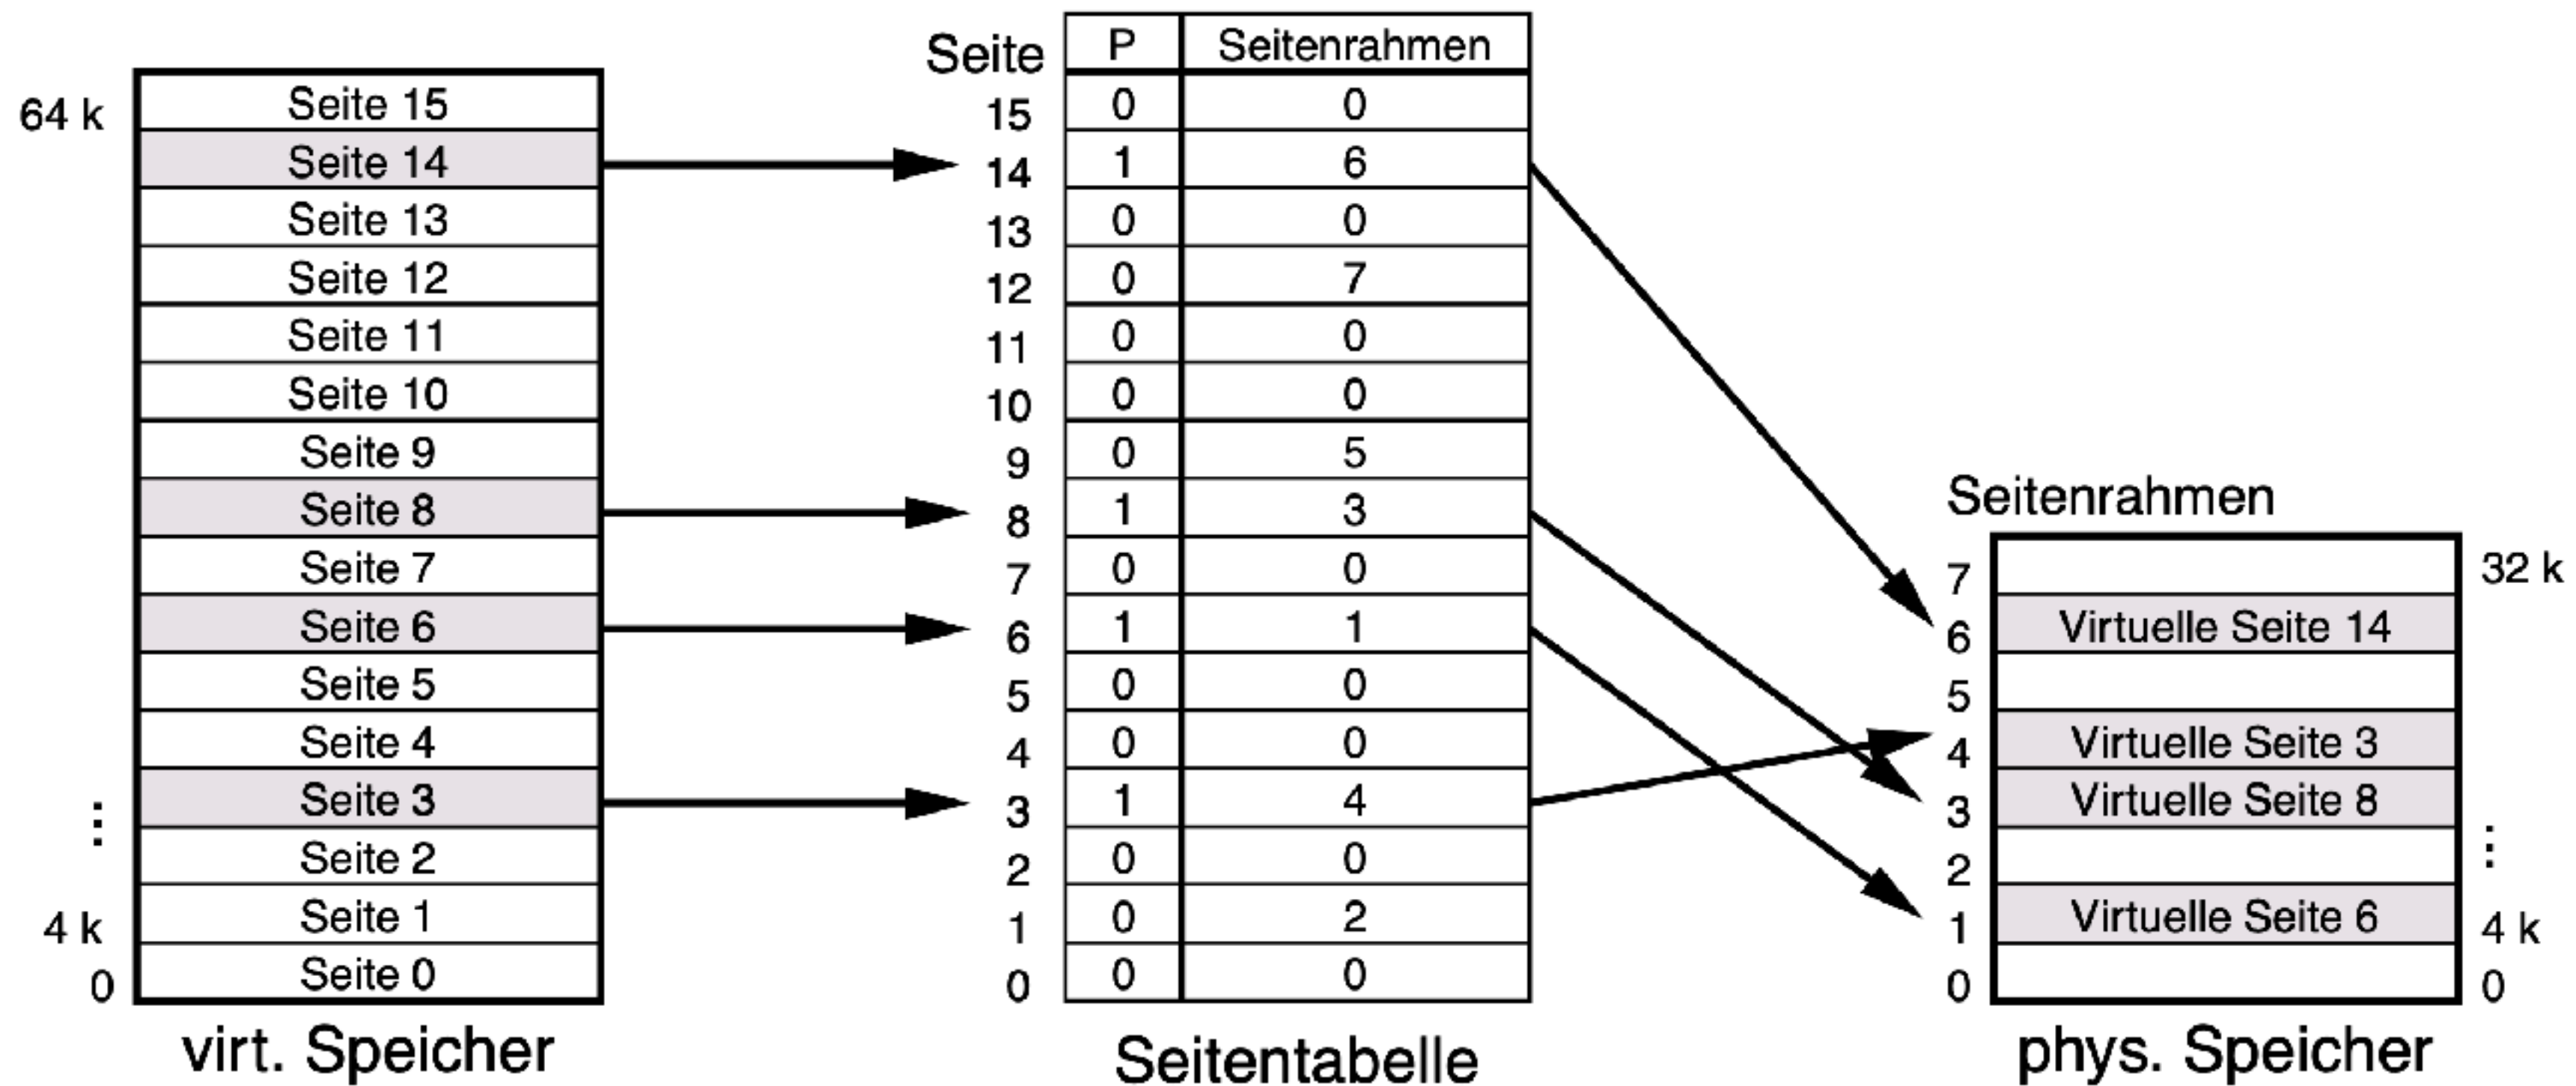 64 k
4 k
0
Seite 15
Seite 14
Seite 13
Seite 12
Seite 11
Seite 10
Seite 9
Seite 8
Seite 7
Seite 6
Seite 5
Seite 4
Seite 3
Seite 2
Seite 1
Seite 0
virt. Speicher
Seite P Seitenrahmen
15 0 0
14 1 6
13 0 0
12 0 7
11 0 0
10 0 0
9 0 5
8 1 3
7 0 0
6 1 1
5 0 0
4 0 0
3 1 4
2 0 0
1 0 2
0 0 0
Seitentabelle
Seitenrahmen
7 32 k
6 Virtuelle Seite 14
5
4 Virtuelle Seite 3
3 Virtuelle Seite 8
2
1 Virtuelle Seite 6 4 k
0 0
phys. Speicher